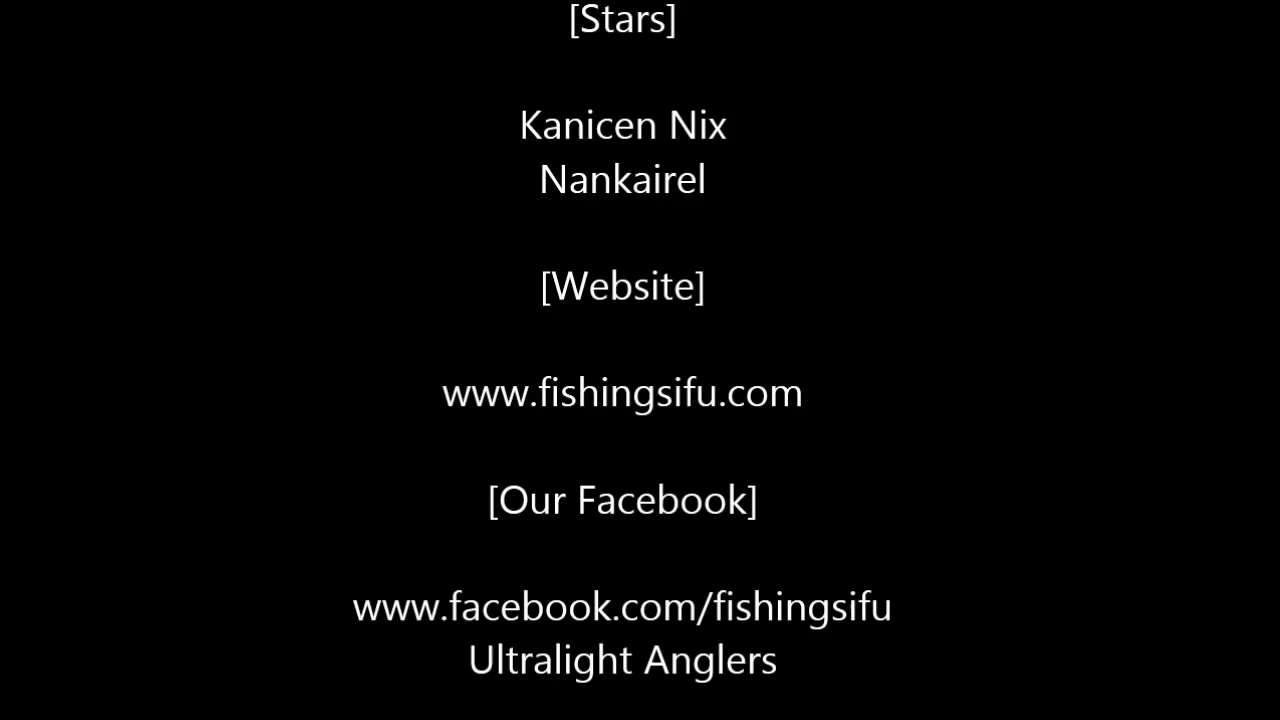 [Stars]
Kanicen Nix
Nankairel
[Website]
www.fishingsifu.com
[Our Facebook]
www.facebook.com/fishingsifu
Ultralight Anglers